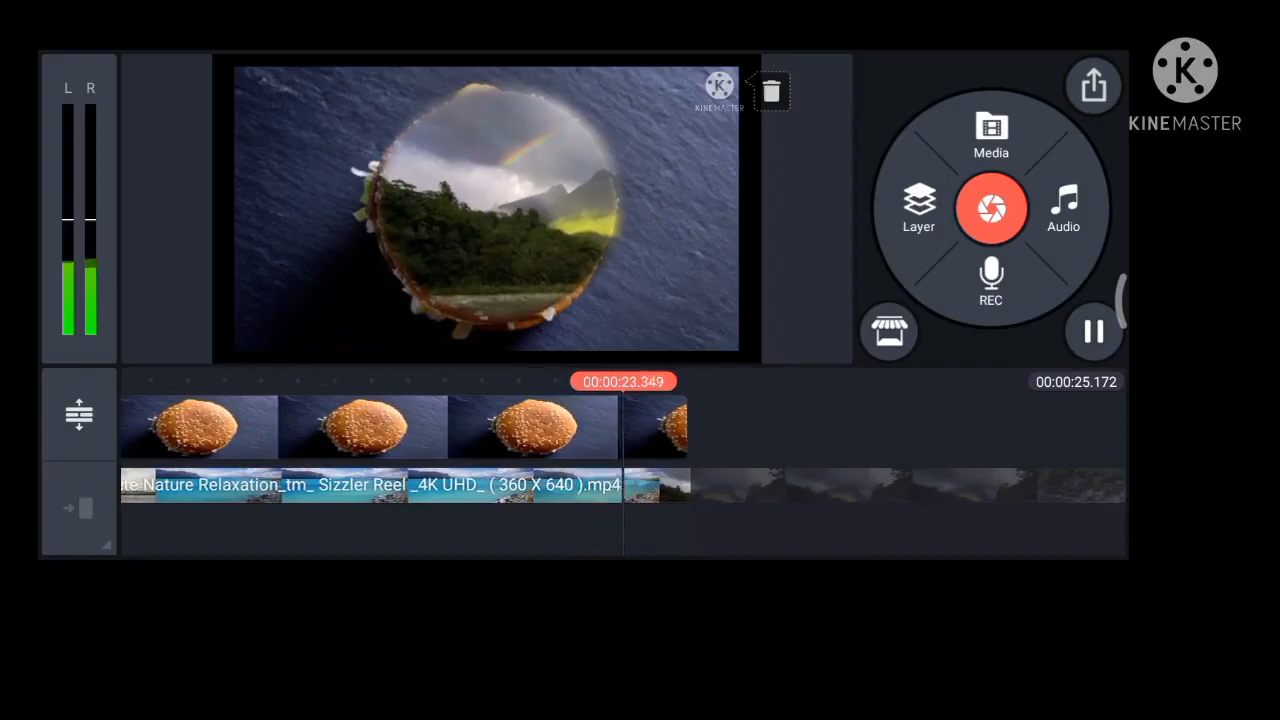 L R
KINEMASTER
Media
Layer
Audio
REC
KINEMASTER
00:00:23.349
00:00:25.172
te Nature Relaxation_tm_ Sizzler Reel _4K UHD_ ( 360 X 640 ).mp4